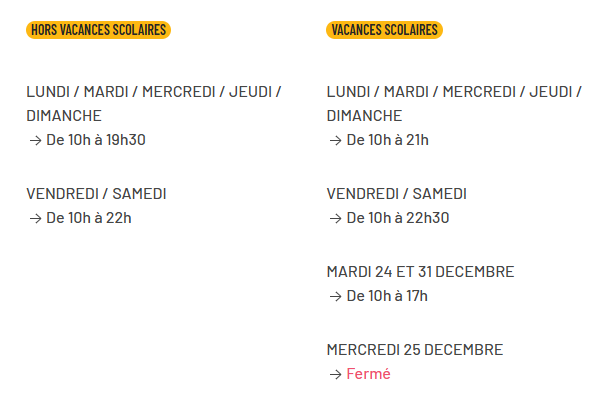 HORS VACANCES SCOLAIRES
LUNDI / MARDI / MERCREDI / JEUDI /
DIMANCHE
→ De 10h à 19h30
VENDREDI / SAMEDI
→ De 10h à 22h
VACANCES SCOLAIRES
LUNDI / MARDI / MERCREDI / JEUDI /
DIMANCHE
→ De 10h à 21h
VENDREDI / SAMEDI
→ De 10h à 22h30
MARDI 24 ET 31 DECEMBRE
→ De 10h à 17h
MERCREDI 25 DECEMBRE
→ Fermé